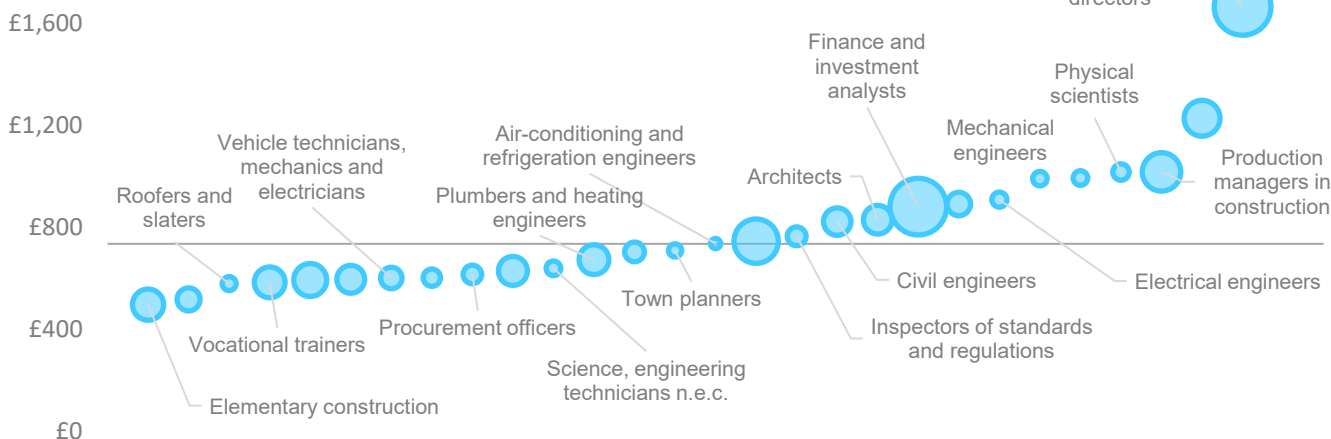 directors
£1,600
Finance and
investment
analysts
Physical
scientists
£1,200
Air-conditioning and
refrigeration engineers
Mechanical
engineers
Vehicle technicians,
mechanics and
electricians
Production
managers in
construction
Architects
Roofers and
slaters
Plumbers and heating
engineers
£800
Civil engineers
Electrical engineers
Town planners
£400
Procurement officers
Inspectors of standards
and regulations
Vocational trainers
Science, engineering
technicians n.e.c.
Elementary construction
£0